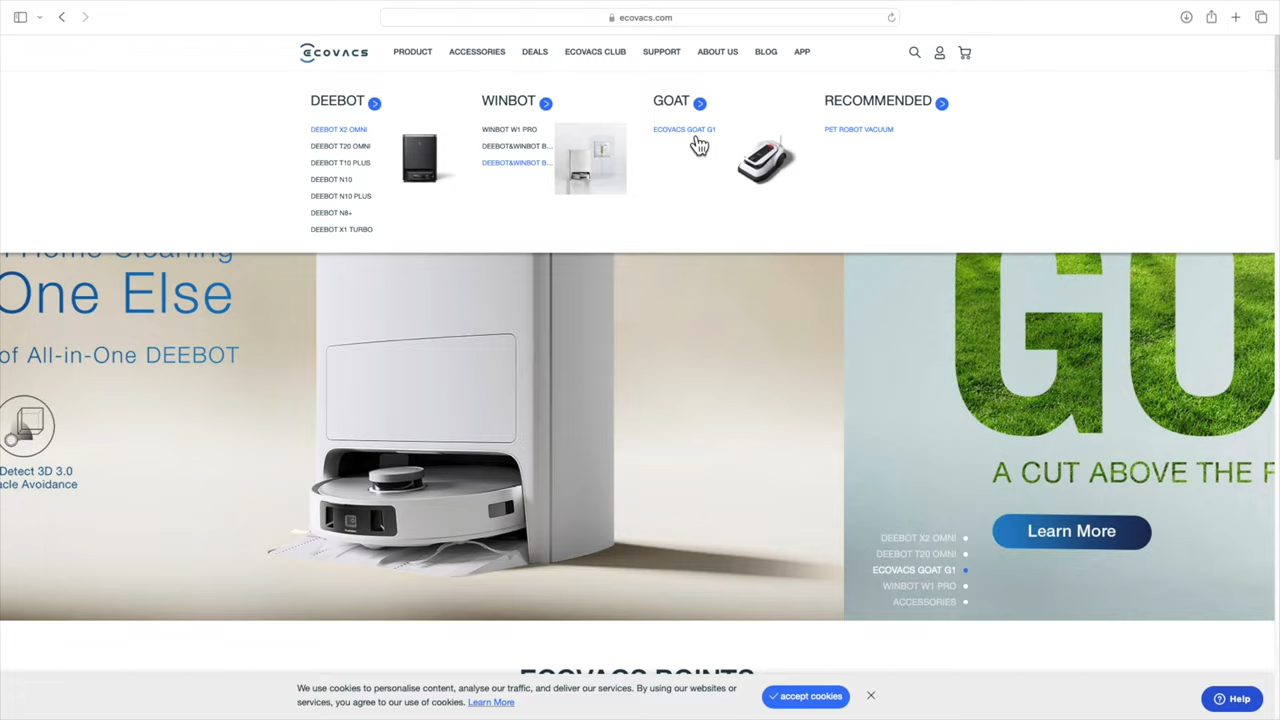 ecovacs.com
ECOVACS
PRODUCT ACCESSORIES DEALS ECOVACS CLUB SUPPORT ABOUT US BLOG APP
DEEBOT
DEEBOT X2 OMNI
DEEBOT T20 OMNI
DEEBOT T10 PLUS
DEEBOT N10
DEEBOT N10 PLUS
DEEBOT N8+
DEEBOT X1 TURBO
WINBOT
WINBOT W1 PRO
DEEBOT&WINBOT B...
DEEBOT&WINBOT B...
GOAT
ECOVACS GOAT G1
RECOMMENDED
PET ROBOT VACUUM
Home Cleaning
One Else
of All-in-One DEEBOT
Detect 3D 3.0
acle Avoidance
GO
A CUT ABOVE THE
Learn More
DEEBOT X2 OMNI
DEEBOT T20 OMNI
ECOVACS GOAT G1
WINBOT W1 PRO
ACCESSORIES
ECOVACS POINTS
We use cookies to personalise content, analyse our traffic, and deliver our services. By using our websites or
services, you agree to our use of cookies. Learn More
accept cookies
Help